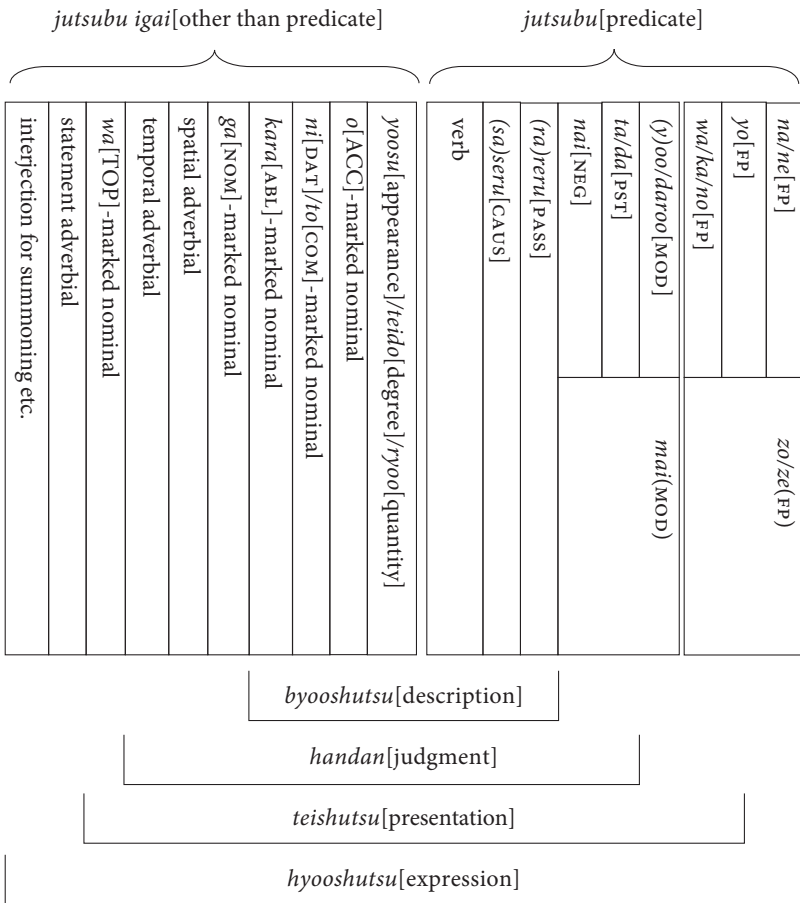 jutsubu igai[other than predicate]
jutsubu[predicate]
interjection for summoning etc.
statement adverbial
wa[TOP]-marked nominal
temporal adverbial
spatial adverbial
ga[NOM]-marked nominal
kara[ABL]-marked nominal
ni[DAT]/to[COM]-marked nominal
o[ACC]-marked nominal
yoosu[appearance]/teido[degree]/ryoo[quantity]
verb
(sa)seru[CAUS]
(ra)reru[PASS]
nai[NEG]
ta/da[PST]
(y)oo/daroo[MOD]
mai(MOD)
wa/ka/no[FP]
yo[FP]
na/ne[FP]
zo/ze(FP)
byooshutsu[description]
handan[judgment]
teishutsu[presentation]
hyooshutsu[expression]